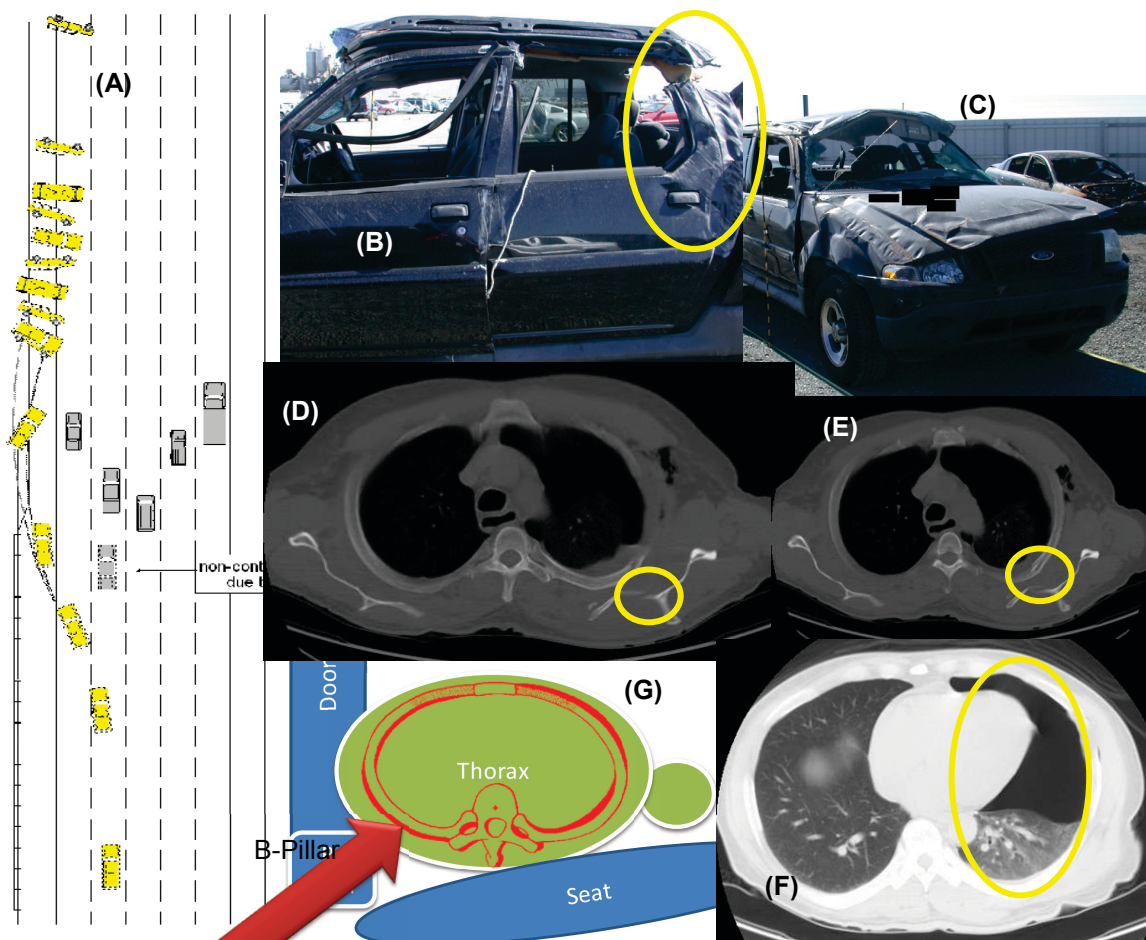 (A)
(B)
(C)
non-cont
due t
(D)
(E)
(F)
(G)
Door
Thorax
B-Pillar
Seat